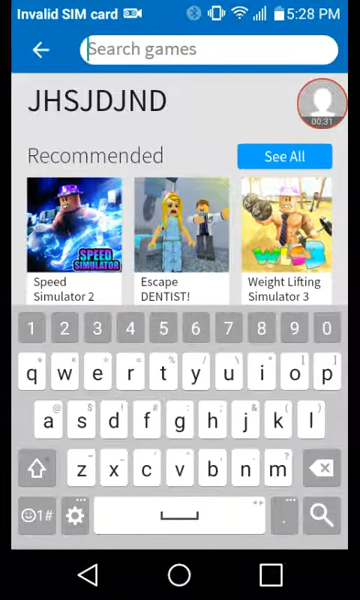 Invalid SIM card 5:28 PM
Search games
JHSJDJND
00:31
Recommended See All
SPEED SIMULATOR
Speed Simulator 2
Escape DENTIST!
Weight Lifting Simulator 3
1 2 3 4 5 6 7 8 9 0
q w e r t y u i o p
a s d f g h j k l
z x c v b n m
☺1# .